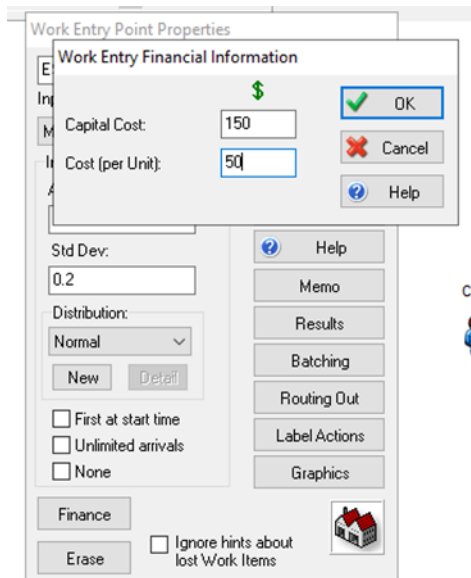 Work Entry Point Properties
Work Entry Financial Information
$
OK
Capital Cost:
150
Cancel
Cost (per Unit):
50
Help
Help
Std Dev:
0.2
Memo
Distribution:
Results
Normal
Batching
New
Detail
Routing Out
First at start time
Label Actions
Unlimited arrivals
None
Graphics
Finance
Ignore hints about
lost Work Items
Erase